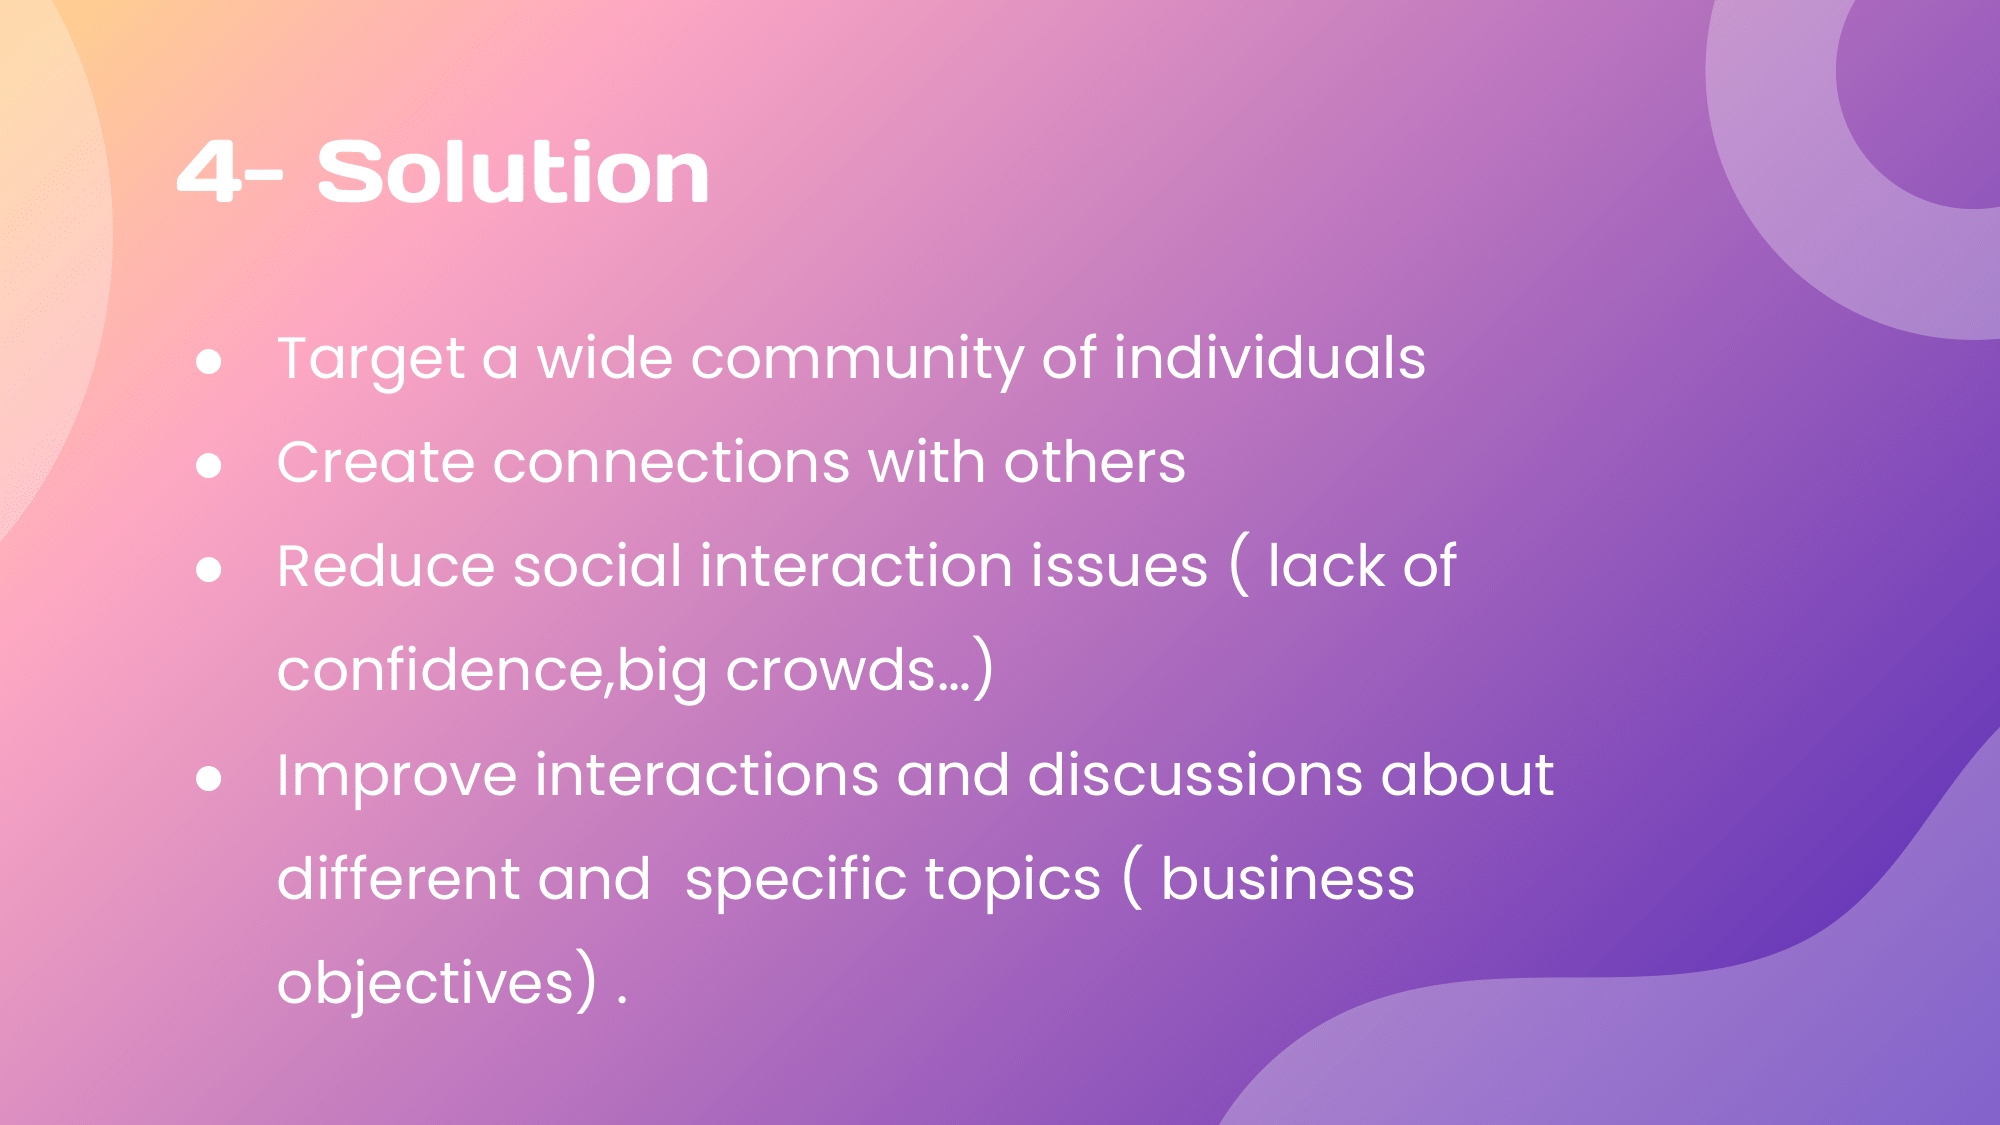 4- Solution
● Target a wide community of individuals
● Create connections with others
● Reduce social interaction issues ( lack of
confidence,big crowds...)
● Improve interactions and discussions about
different and  specific topics ( business
objectives) .